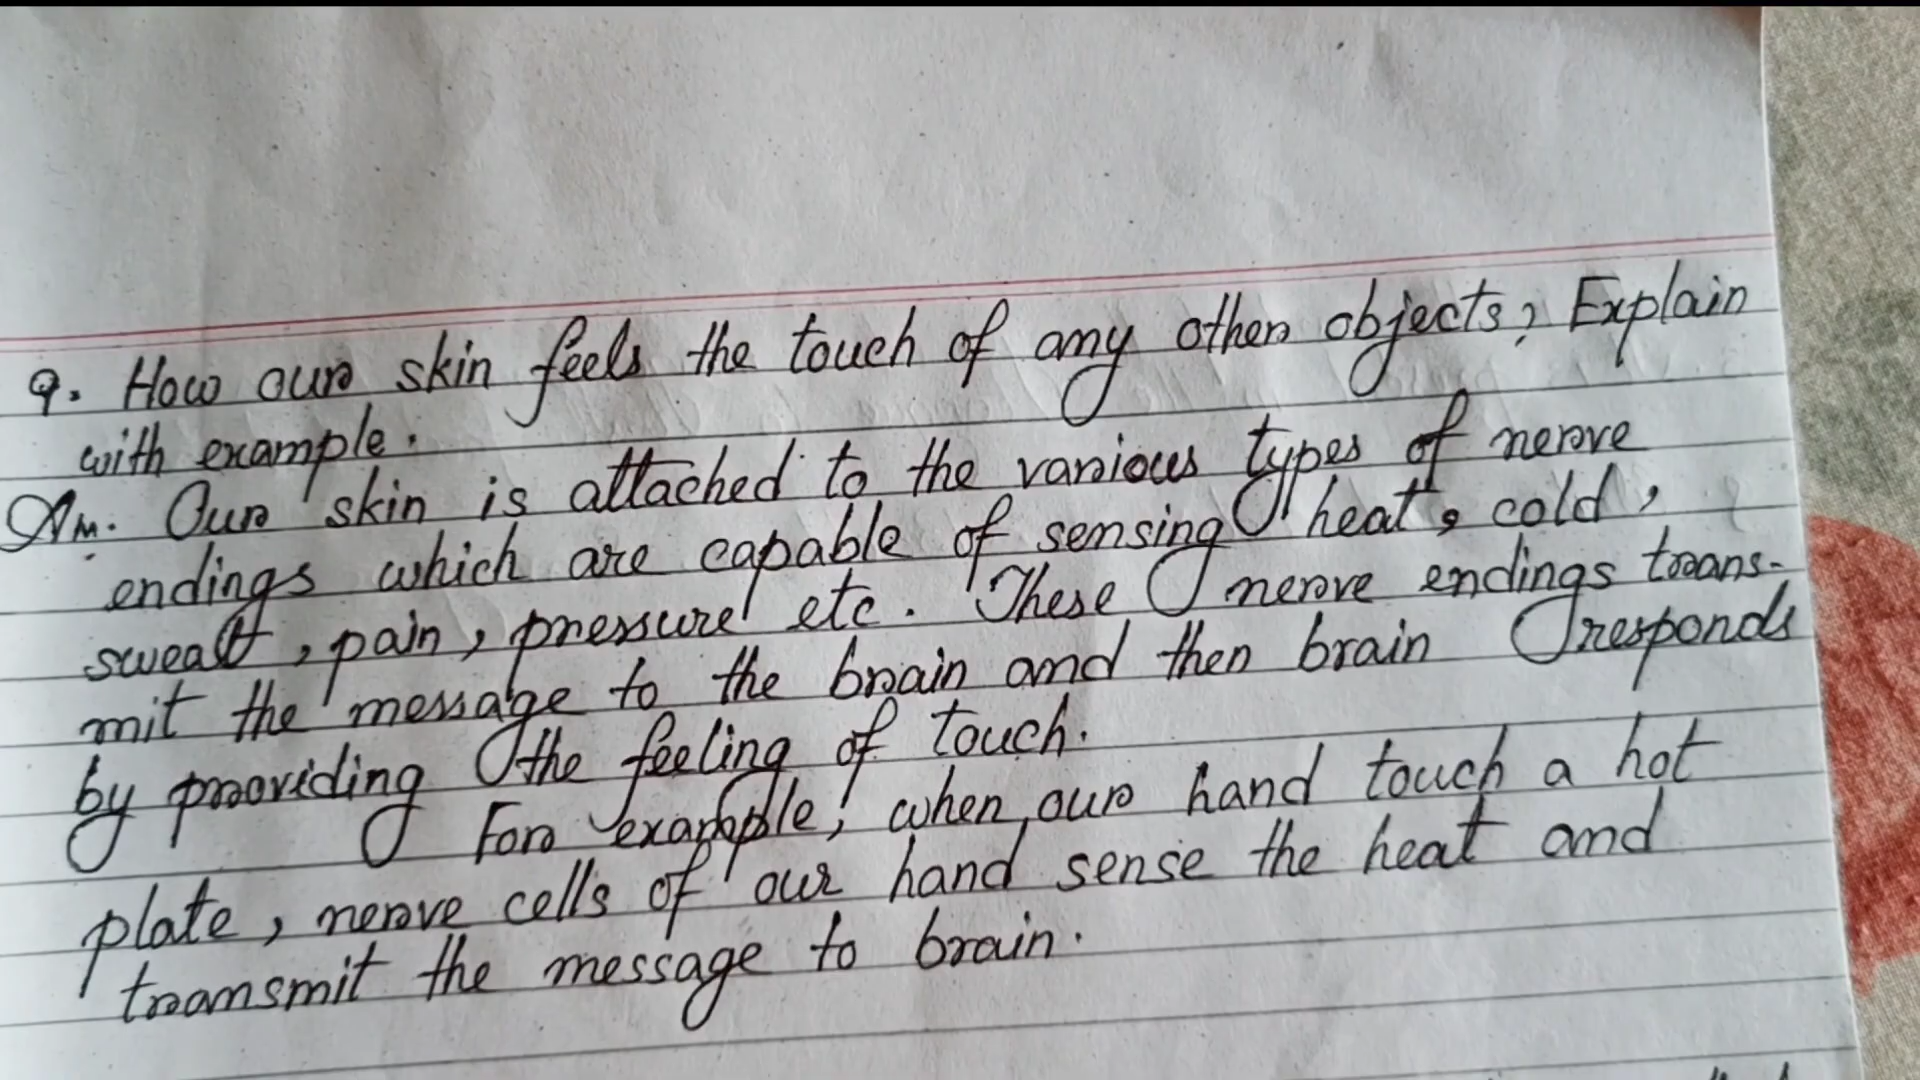 Q. How our skin feels the touch of any other objects? Explain
with example.
Ans. Our skin is attached to the various types of nerve
endings which are capable of sensing heat, cold,
sweat, pain, pressure etc. These nerve endings trans-
mit the message to the brain and then brain responds
by providing the feeling of touch.
For example, when our hand touch a hot
plate, nerve cells of our hand sense the heat and
transmit the message to brain.